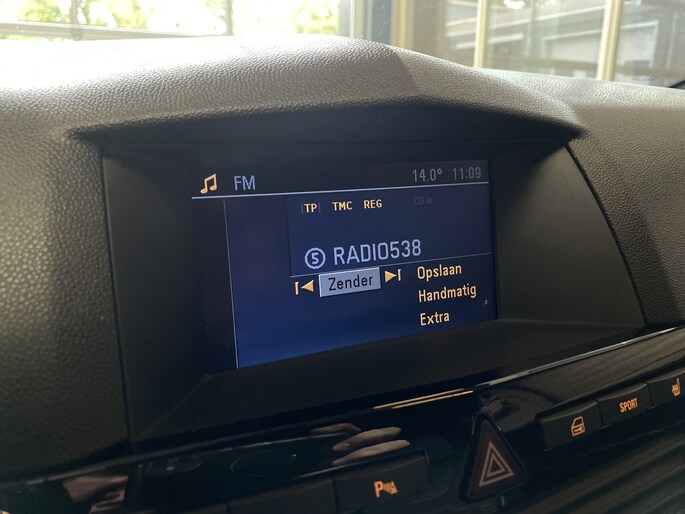 FM 14.0° 11:09
[TP] TMC REG
5 RADIO538
Zender
Opslaan
Handmatig
Extra
SPORT
P